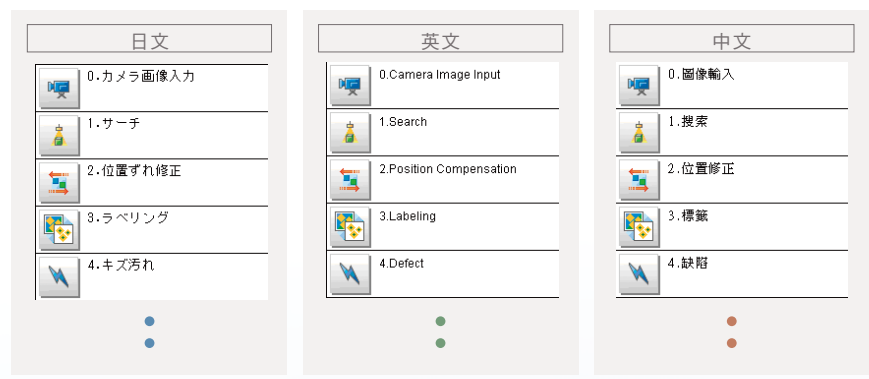 日文
0.カメラ画像入力
1.サーチ
2.位置ずれ修正
3.ラベリング
4.キズ汚れ
英文
0.Camera Image Input
1.Search
2.Position Compensation
3.Labeling
4.Defect
中文
0.圖像輸入
1.搜索
2.位置修正
3.標籤
4.缺陷